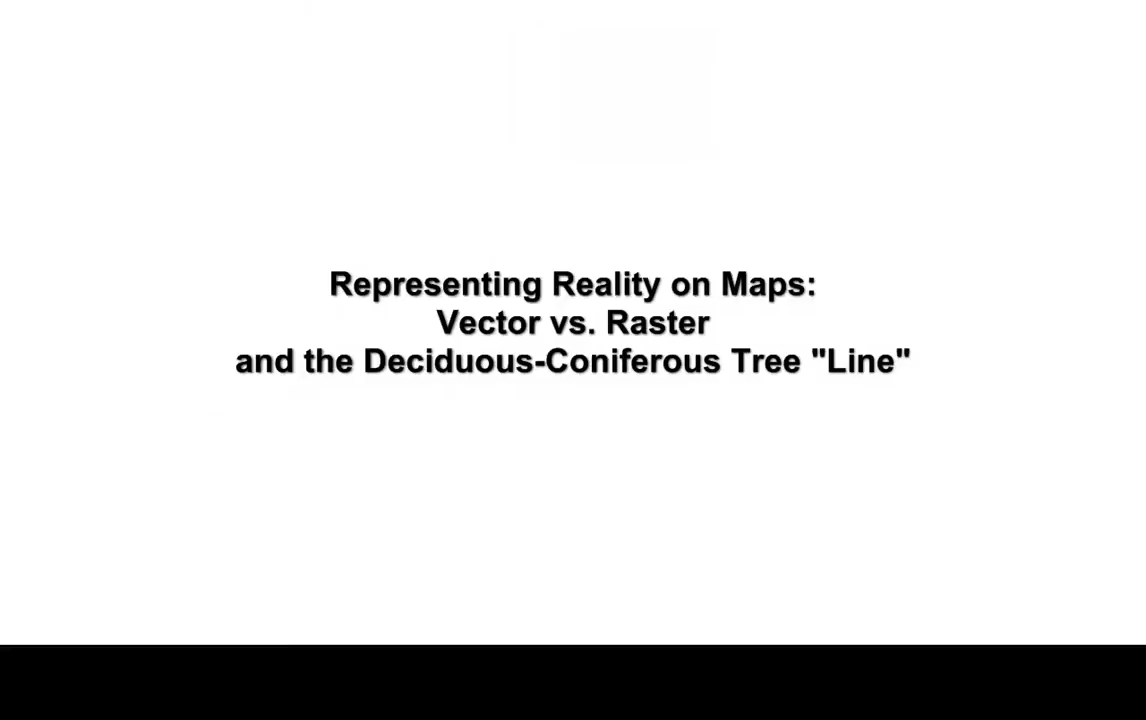 Representing Reality on Maps:
Vector vs. Raster
and the Deciduous-Coniferous Tree "Line"